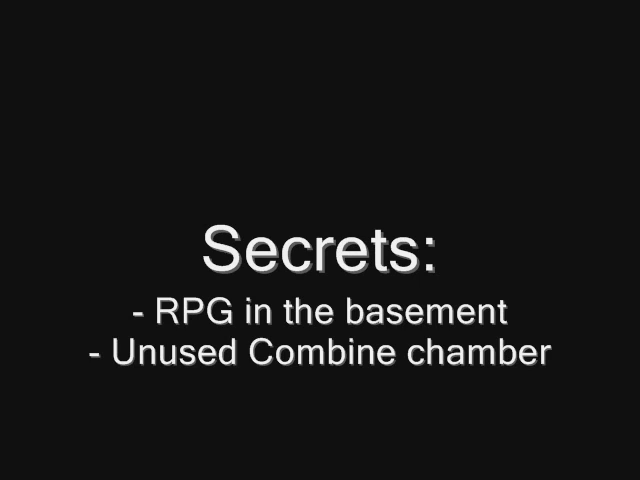 Secrets:
- RPG in the basement
- Unused Combine chamber